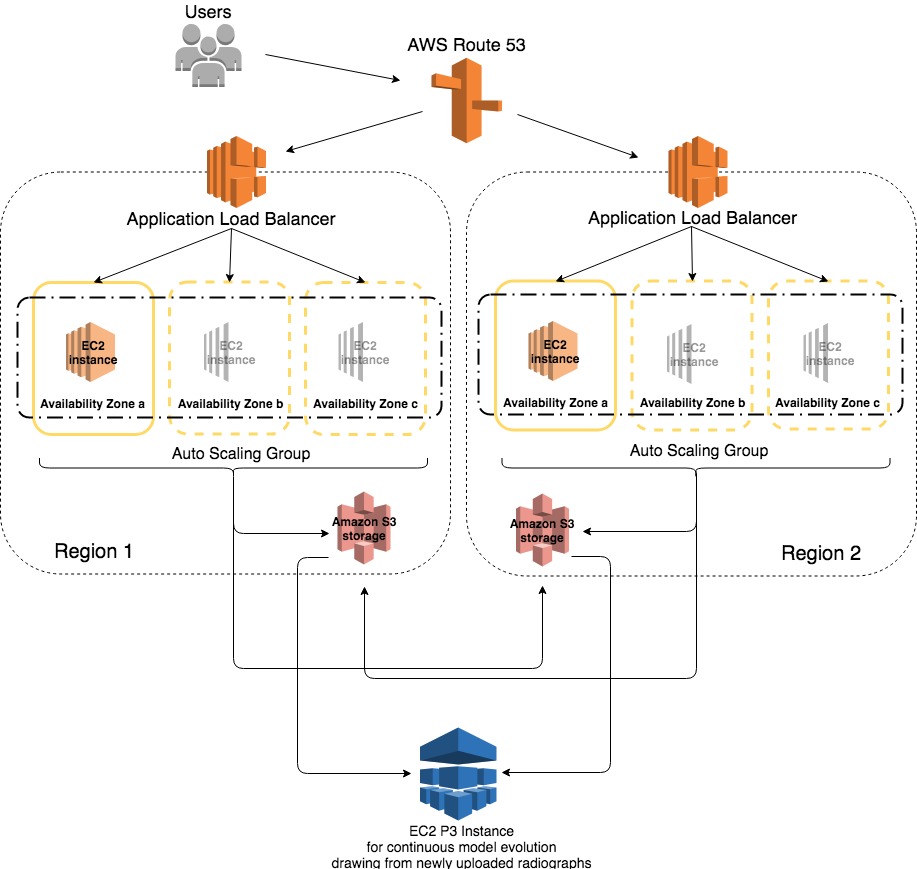 Users
AWS Route 53
Application Load Balancer
Application Load Balancer
EC2
instance
EC2
instance
EC2
instance
EC2
instance
EC2
instance
EC2
instance
Availability Zone a
Availability Zone b
Availability Zone c
Availability Zone a
Availability Zone b
Availability Zone c
Auto Scaling Group
Auto Scaling Group
Amazon S3
storage
Amazon S3
storage
Region 1
Region 2
EC2 P3 Instance
for continuous model evolution
drawing from newly uploaded radiographs